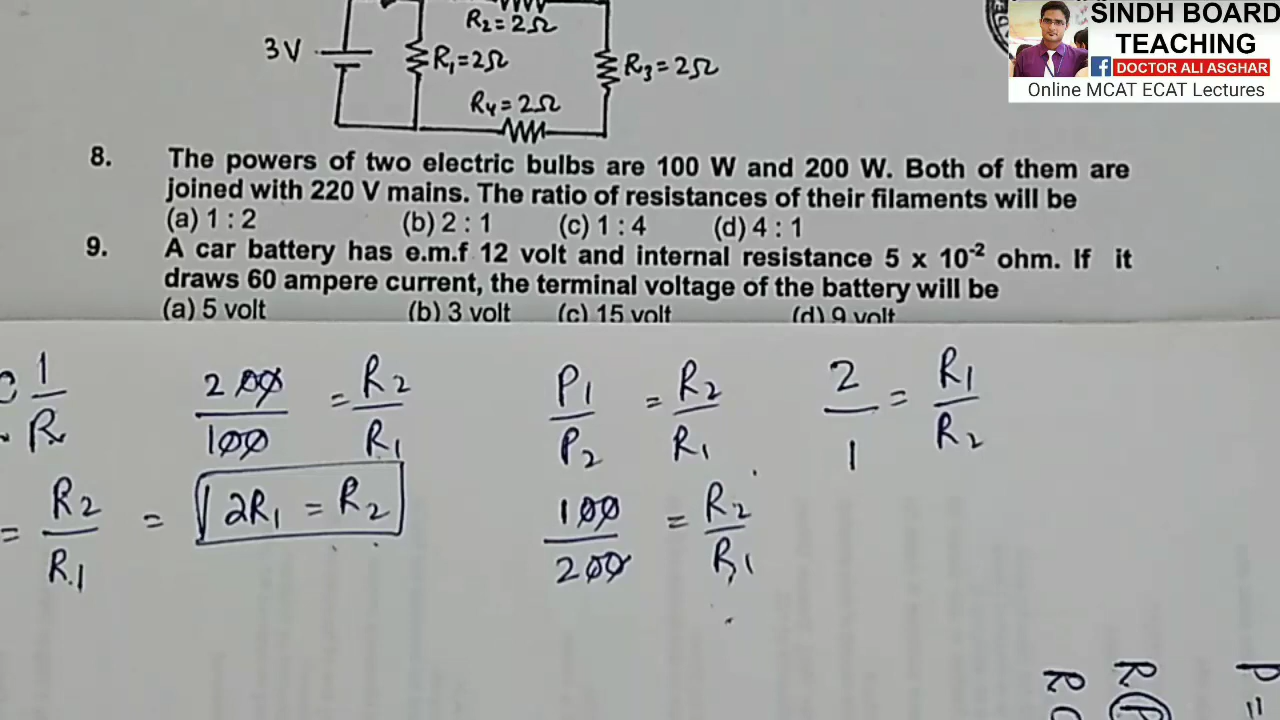 SINDH BOARD
TEACHING
DOCTOR ALI ASGHAR
Online MCAT ECAT Lectures
R₂ = 2Ω
3V
R₁ = 2Ω
R₃ = 2Ω
R₄ = 2Ω
8. The powers of two electric bulbs are 100 W and 200 W. Both of them are
joined with 220 V mains. The ratio of resistances of their filaments will be
(a) 1 : 2 (b) 2 : 1 (c) 1 : 4 (d) 4 : 1
9. A car battery has e.m.f 12 volt and internal resistance 5 x 10⁻² ohm. If it
draws 60 ampere current, the terminal voltage of the battery will be
(a) 5 volt (b) 3 volt (c) 15 volt (d) 9 volt
1/R
200/100 = R₂/R₁
P₁/P₂ = R₂/R₁
2/1 = R₁/R₂
= R₂/R₁ = 2R₁ = R₂
100/200 = R₂/R₁
R
R
P =